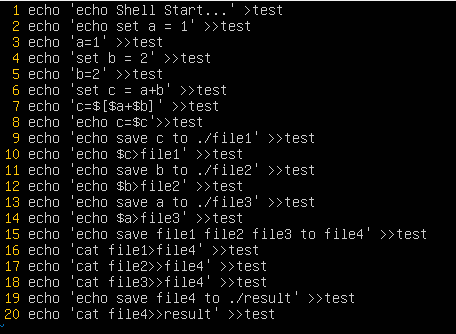 1 echo 'echo Shell Start...' >test
2 echo 'echo set a = 1' >>test
3 echo 'a=1' >>test
4 echo 'set b = 2' >>test
5 echo 'b=2' >>test
6 echo 'set c = a+b' >>test
7 echo 'c=$[$a+$b]' >>test
8 echo 'echo c=$c'>>test
9 echo 'echo save c to ./file1' >>test
10 echo 'echo $c>file1' >>test
11 echo 'echo save b to ./file2' >>test
12 echo 'echo $b>file2' >>test
13 echo 'echo save a to ./file3' >>test
14 echo 'echo $a>file3' >>test
15 echo 'echo save file1 file2 file3 to file4' >>test
16 echo 'cat file1>file4' >>test
17 echo 'cat file2>>file4' >>test
18 echo 'cat file3>>file4' >>test
19 echo 'echo save file4 to ./result' >>test
20 echo 'cat file4>>result' >>test